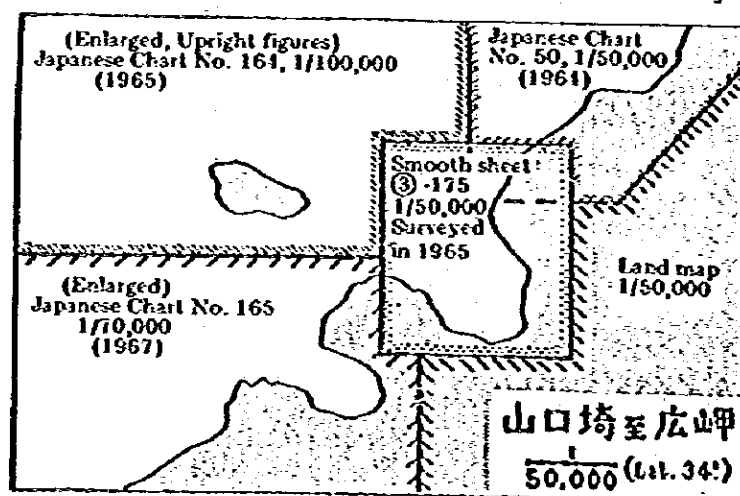 (Enlarged, Upright figures)
Japanese Chart No. 164, 1/100,000
(1965)
Japanese Chart
No. 50, 1/50,000
(1964)
Smooth sheet
③ -175
1/50,000
Surveyed
in 1965
(Enlarged)
Japanese Chart No. 165
1/70,000
(1967)
Land map
1/50,000
山口埼至広岬
1
50,000 (Lat. 34°)